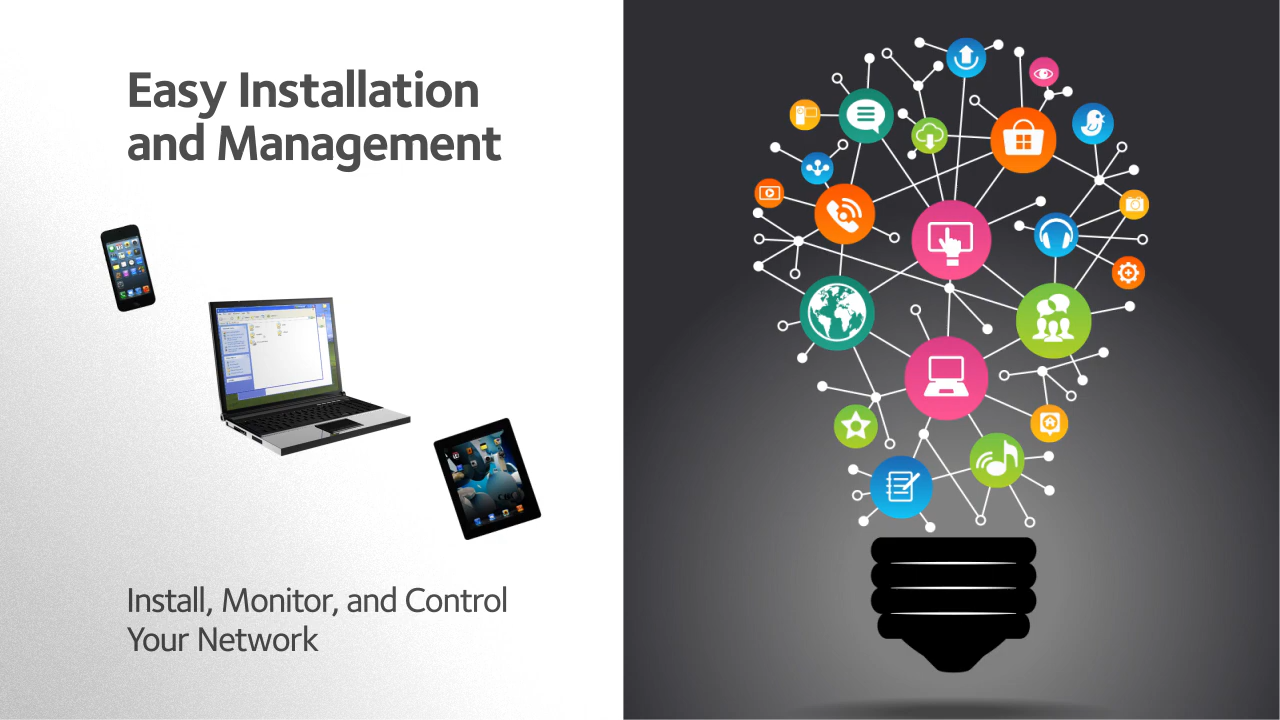 Easy Installation
and Management
Install, Monitor, and Control
Your Network